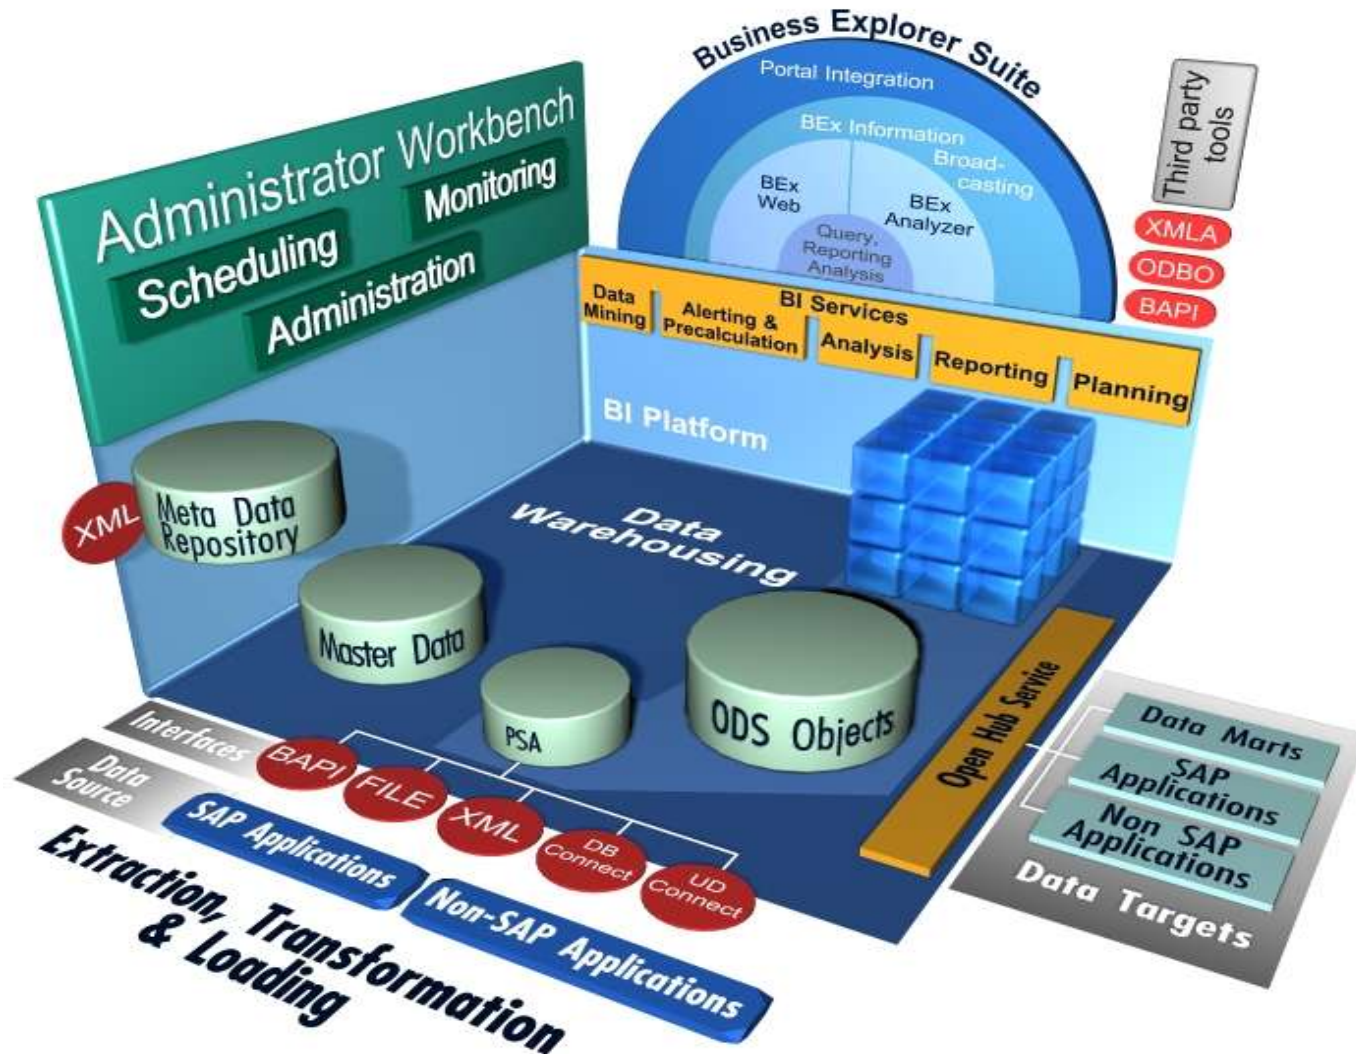 Business Explorer Suite
Portal Integration
BEx Information
Broad-
casting
BEx
Web
BEx
Analyzer
Query,
Reporting
Analysis
Third party
tools
XMLA
ODBO
BAPI
Administrator Workbench
Monitoring
Scheduling
Administration
BI Services
Data
Mining
Alerting &
Precalculation
Analysis
Reporting
Planning
BI Platform
Data
Warehousing
XML
Meta Data
Repository
Master Data
PSA
ODS Objects
Open Hub Service
Data Marts
SAP
Applications
Non SAP
Applications
Data Targets
Interfaces
BAPI
FILE
XML
DB
Connect
UD
Connect
Data
Source
SAP Applications
Non-SAP Applications
Extraction, Transformation
& Loading